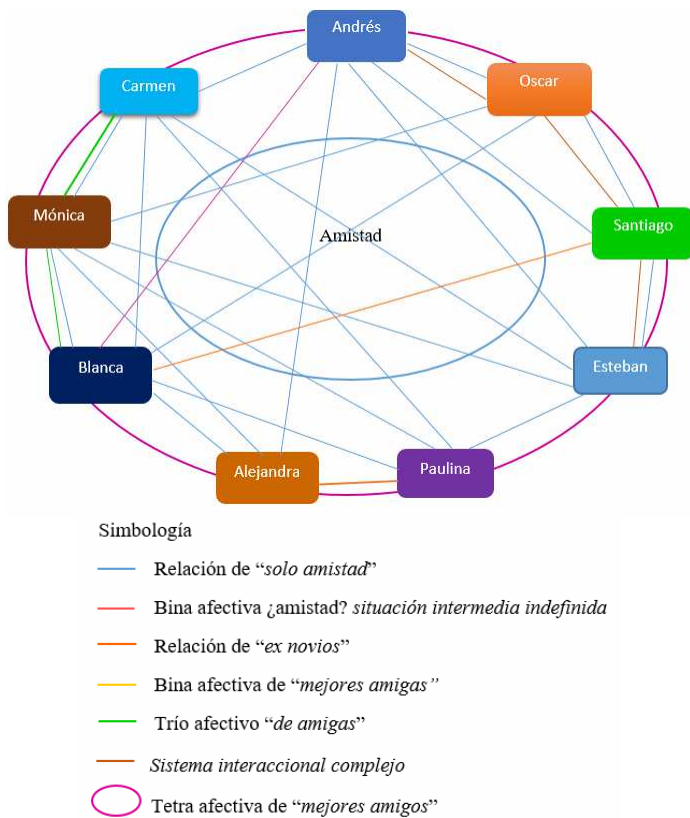 Andrés
Carmen
Oscar
Mónica
Santiago
Amistad
Blanca
Esteban
Alejandra
Paulina
Simbología
Relación de “solo amistad”
Bina afectiva ¿amistad? situación intermedia indefinida
Relación de “ex novios”
Bina afectiva de “mejores amigas”
Trío afectivo “de amigas”
Sistema interaccional complejo
Tetra afectiva de “mejores amigos”